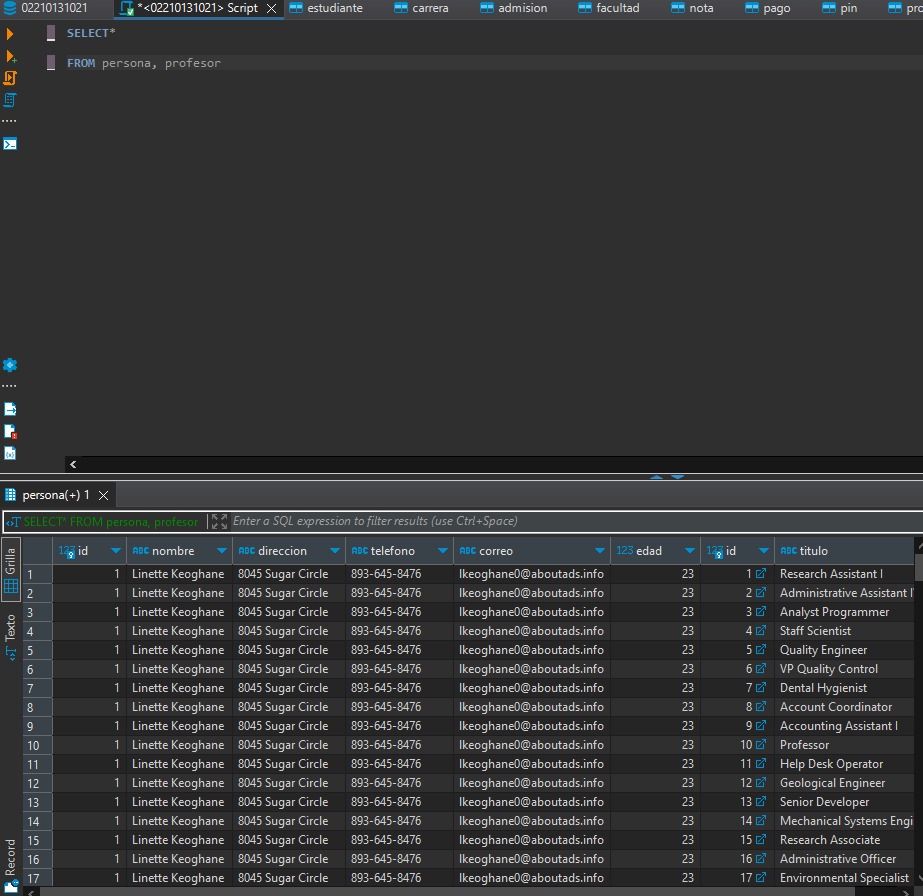 02210131021 *<02210131021> Script estudiante carrera admision facultad nota pago pin
SELECT*
FROM persona, profesor
persona(+) 1
SELECT* FROM persona, profesor Enter a SQL expression to filter results (use Ctrl+Space)
Grilla
Texto
Record
123 id ABC nombre ABC direccion ABC telefono ABC correo 123 edad 123 id ABC titulo
1 1 Linette Keoghane 8045 Sugar Circle 893-645-8476 lkeoghane0@aboutads.info 23 1 Research Assistant I
2 1 Linette Keoghane 8045 Sugar Circle 893-645-8476 lkeoghane0@aboutads.info 23 2 Administrative Assistant
3 1 Linette Keoghane 8045 Sugar Circle 893-645-8476 lkeoghane0@aboutads.info 23 3 Analyst Programmer
4 1 Linette Keoghane 8045 Sugar Circle 893-645-8476 lkeoghane0@aboutads.info 23 4 Staff Scientist
5 1 Linette Keoghane 8045 Sugar Circle 893-645-8476 lkeoghane0@aboutads.info 23 5 Quality Engineer
6 1 Linette Keoghane 8045 Sugar Circle 893-645-8476 lkeoghane0@aboutads.info 23 6 VP Quality Control
7 1 Linette Keoghane 8045 Sugar Circle 893-645-8476 lkeoghane0@aboutads.info 23 7 Dental Hygienist
8 1 Linette Keoghane 8045 Sugar Circle 893-645-8476 lkeoghane0@aboutads.info 23 8 Account Coordinator
9 1 Linette Keoghane 8045 Sugar Circle 893-645-8476 lkeoghane0@aboutads.info 23 9 Accounting Assistant I
10 1 Linette Keoghane 8045 Sugar Circle 893-645-8476 lkeoghane0@aboutads.info 23 10 Professor
11 1 Linette Keoghane 8045 Sugar Circle 893-645-8476 lkeoghane0@aboutads.info 23 11 Help Desk Operator
12 1 Linette Keoghane 8045 Sugar Circle 893-645-8476 lkeoghane0@aboutads.info 23 12 Geological Engineer
13 1 Linette Keoghane 8045 Sugar Circle 893-645-8476 lkeoghane0@aboutads.info 23 13 Senior Developer
14 1 Linette Keoghane 8045 Sugar Circle 893-645-8476 lkeoghane0@aboutads.info 23 14 Mechanical Systems Engi
15 1 Linette Keoghane 8045 Sugar Circle 893-645-8476 lkeoghane0@aboutads.info 23 15 Research Associate
16 1 Linette Keoghane 8045 Sugar Circle 893-645-8476 lkeoghane0@aboutads.info 23 16 Administrative Officer
17 1 Linette Keoghane 8045 Sugar Circle 893-645-8476 lkeoghane0@aboutads.info 23 17 Environmental Specialist